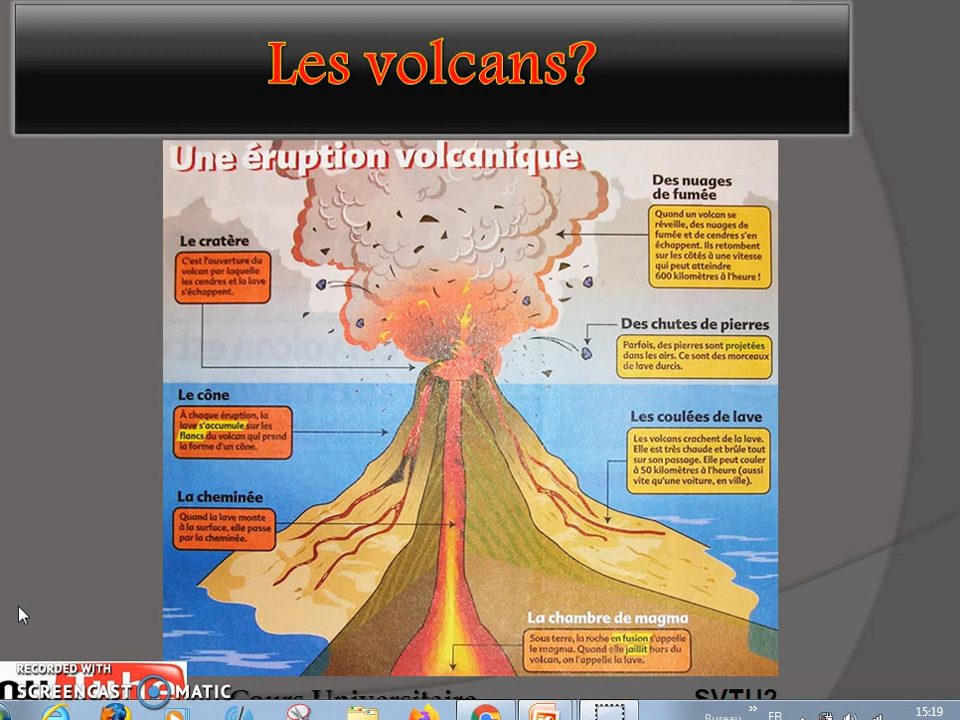 Les volcans?
Une éruption volcanique
Des nuages
de fumée
Quand un volcan se
réveille, des nuages de
fumée et de cendres s'en
échappent. Ils retombent
sur les côtés à une vitesse
qui peut atteindre
600 kilomètres à l'heure !
Le cratère
C'est l'ouverture du
volcan par laquelle
les cendres et la lave
s'échappent.
Des chutes de pierres
Parfois, des pierres sont projetées
dans les airs. Ce sont des morceaux
de lave durcis.
Le cône
À chaque éruption, la
lave s'accumule sur les
flancs du volcan qui prend
la forme d'un cône.
Les coulées de lave
Les volcans crachent de la lave.
Elle est très chaude et brûle tout
sur son passage. Elle peut couler
à 50 kilomètres à l'heure (aussi
vite qu'une voiture, en ville).
La cheminée
Quand la lave monte
à la surface, elle passe
par la cheminée.
La chambre de magma
Sous terre, la roche en fusion s'appelle
le magma. Quand elle jaillit hors du
volcan, on l'appelle la lave.
RECORDED WITH
SCREENCAST MATIC
Cours Universitaire
SVTU2
Bureau
FR
15:19